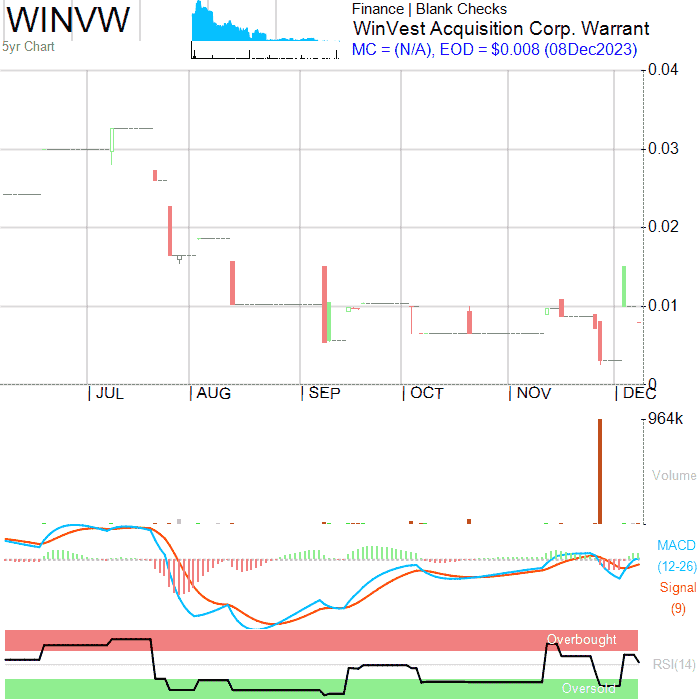 WINVW
5yr Chart
Finance | Blank Checks
WinVest Acquisition Corp. Warrant
MC = (N/A), EOD = $0.008 (08Dec2023)
0.04
0.03
0.02
0.01
0
JUL AUG SEP OCT NOV DEC
964k
Volume
MACD
(12-26)
Signal
(9)
Overbought
RSI(14)
Oversold